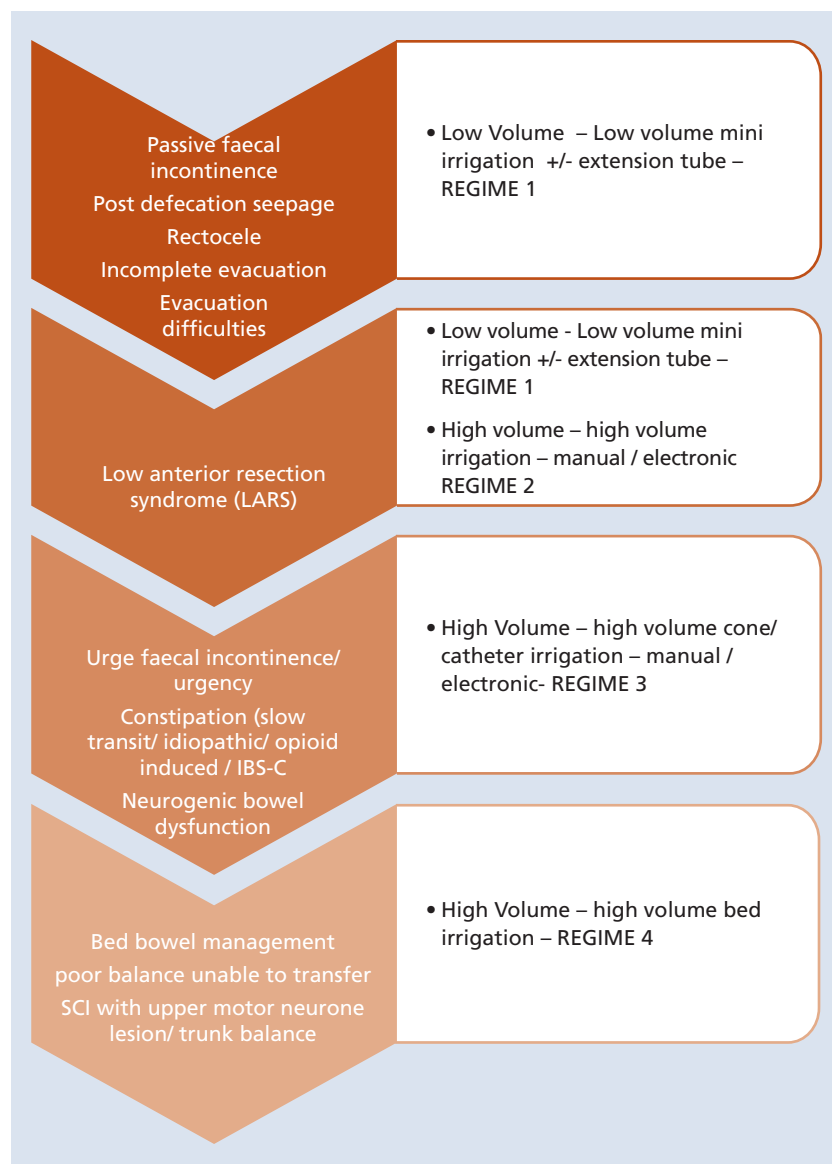 Passive faecal
incontinence
Post defecation seepage
Rectocele
Incomplete evacuation
Evacuation
difficulties
• Low Volume – Low volume mini
irrigation +/- extension tube –
REGIME 1
Low anterior resection
syndrome (LARS)
• Low volume - Low volume mini
irrigation +/- extension tube –
REGIME 1
• High volume – high volume
irrigation – manual / electronic
REGIME 2
Urge faecal incontinence/
urgency
Constipation (slow
transit/ idiopathic/ opioid
induced / IBS-C
Neurogenic bowel
dysfunction
• High Volume – high volume cone/
catheter irrigation – manual /
electronic- REGIME 3
Bed bowel management
poor balance unable to transfer
SCI with upper motor neurone
lesion/ trunk balance
• High Volume – high volume bed
irrigation – REGIME 4